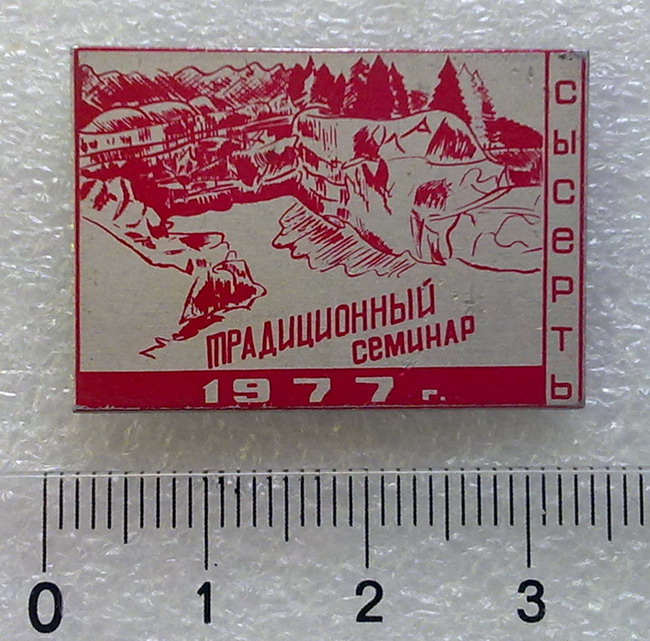 традиционный
семинар
1977 г.
сысерть
0 1 2 3